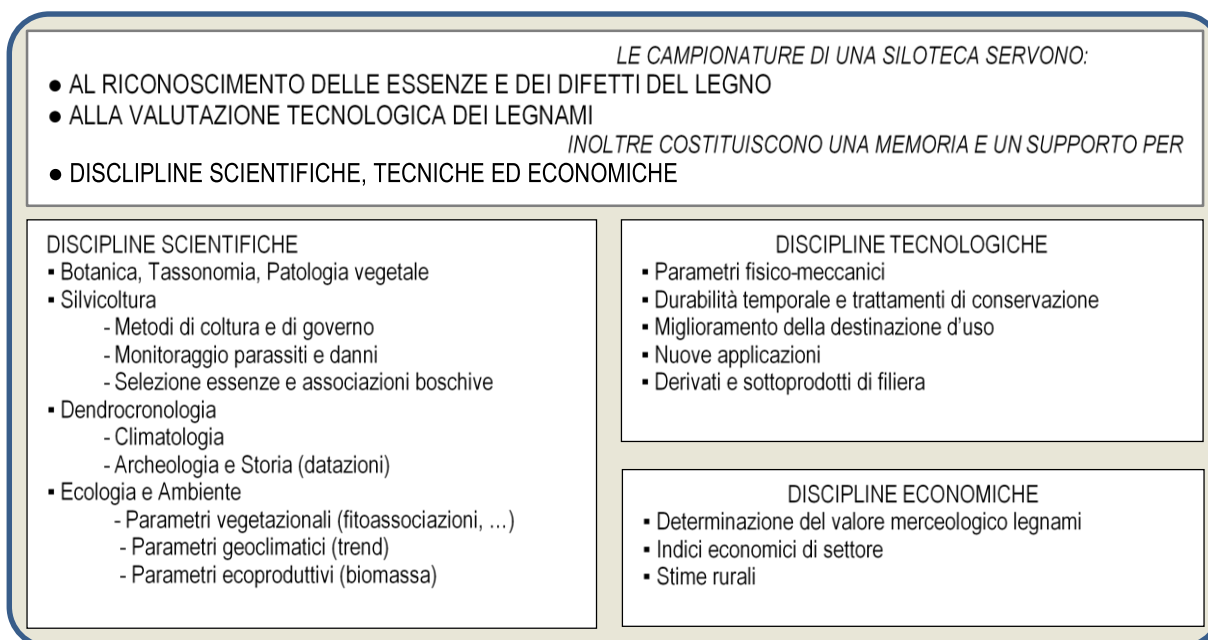 LE CAMPIONATURE DI UNA SILOTECA SERVONO:
● AL RICONOSCIMENTO DELLE ESSENZE E DEI DIFETTI DEL LEGNO
● ALLA VALUTAZIONE TECNOLOGICA DEI LEGNAMI
INOLTRE COSTITUISCONO UNA MEMORIA E UN SUPPORTO PER
● DISCLIPLINE SCIENTIFICHE, TECNICHE ED ECONOMICHE
DISCIPLINE SCIENTIFICHE
▪ Botanica, Tassonomia, Patologia vegetale
▪ Silvicoltura
- Metodi di coltura e di governo
- Monitoraggio parassiti e danni
- Selezione essenze e associazioni boschive
▪ Dendrocronologia
- Climatologia
- Archeologia e Storia (datazioni)
▪ Ecologia e Ambiente
- Parametri vegetazionali (fitoassociazioni, …)
- Parametri geoclimatici (trend)
- Parametri ecoproduttivi (biomassa)
DISCIPLINE TECNOLOGICHE
▪ Parametri fisico-meccanici
▪ Durabilità temporale e trattamenti di conservazione
▪ Miglioramento della destinazione d'uso
▪ Nuove applicazioni
▪ Derivati e sottoprodotti di filiera
DISCIPLINE ECONOMICHE
▪ Determinazione del valore merceologico legnami
▪ Indici economici di settore
▪ Stime rurali